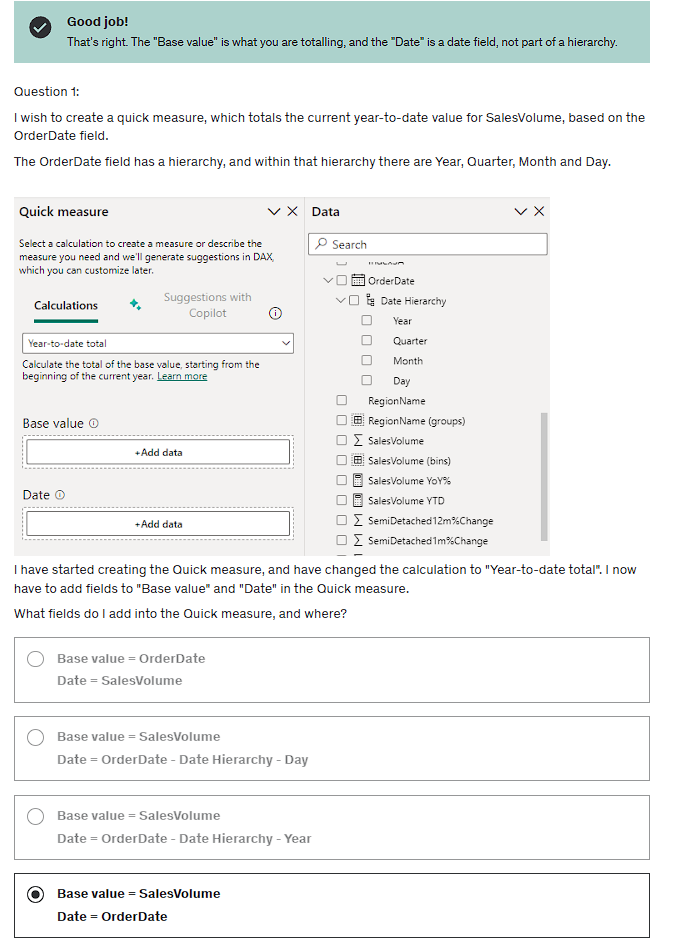 Good job!
That's right. The "Base value" is what you are totalling, and the "Date" is a date field, not part of a hierarchy.
Question 1:
I wish to create a quick measure, which totals the current year-to-date value for SalesVolume, based on the
OrderDate field.
The OrderDate field has a hierarchy, and within that hierarchy there are Year, Quarter, Month and Day.
Quick measure
Select a calculation to create a measure or describe the
measure you need and we'll generate suggestions in DAX,
which you can customize later.
Calculations
Suggestions with
Copilot
Year-to-date total
Calculate the total of the base value, starting from the
beginning of the current year. Learn more
Base value
+Add data
Date
+Add data
Data
Search
OrderDate
Date Hierarchy
Year
Quarter
Month
Day
RegionName
RegionName (groups)
SalesVolume
SalesVolume (bins)
SalesVolume YoY%
SalesVolume YTD
SemiDetached12m%Change
SemiDetached1m%Change
I have started creating the Quick measure, and have changed the calculation to "Year-to-date total". I now
have to add fields to "Base value" and "Date" in the Quick measure.
What fields do I add into the Quick measure, and where?
Base value = OrderDate
Date = SalesVolume
Base value = SalesVolume
Date = OrderDate - Date Hierarchy - Day
Base value = SalesVolume
Date = OrderDate - Date Hierarchy - Year
Base value = SalesVolume
Date = OrderDate